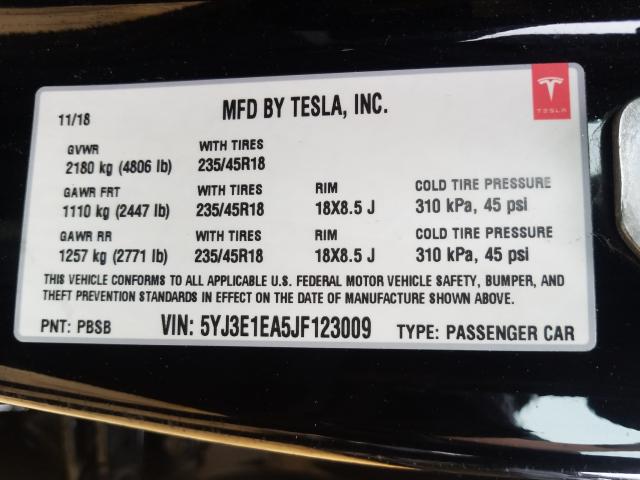 MFD BY TESLA, INC.
TESLA
11/18
GVWR WITH TIRES
2180 kg (4806 lb) 235/45R18
GAWR FRT WITH TIRES RIM COLD TIRE PRESSURE
1110 kg (2447 lb) 235/45R18 18X8.5 J 310 kPa, 45 psi
GAWR RR WITH TIRES RIM COLD TIRE PRESSURE
1257 kg (2771 lb) 235/45R18 18X8.5 J 310 kPa, 45 psi
THIS VEHICLE CONFORMS TO ALL APPLICABLE U.S. FEDERAL MOTOR VEHICLE SAFETY, BUMPER, AND
THEFT PREVENTION STANDARDS IN EFFECT ON THE DATE OF MANUFACTURE SHOWN ABOVE.
PNT: PBSB VIN: 5YJ3E1EA5JF123009 TYPE: PASSENGER CAR